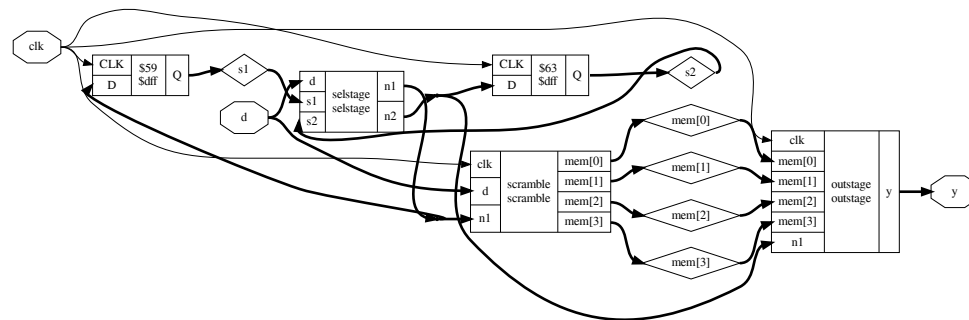 clk
CLK
D
$59
$dff
Q
s1
d
d
s1
s2
selstage
selstage
n1
n2
CLK
D
$63
$dff
Q
s2
clk
d
n1
scramble
scramble
mem[0]
mem[1]
mem[2]
mem[3]
mem[0]
mem[1]
mem[2]
mem[3]
clk
mem[0]
mem[1]
mem[2]
mem[3]
n1
outstage
outstage
y
y